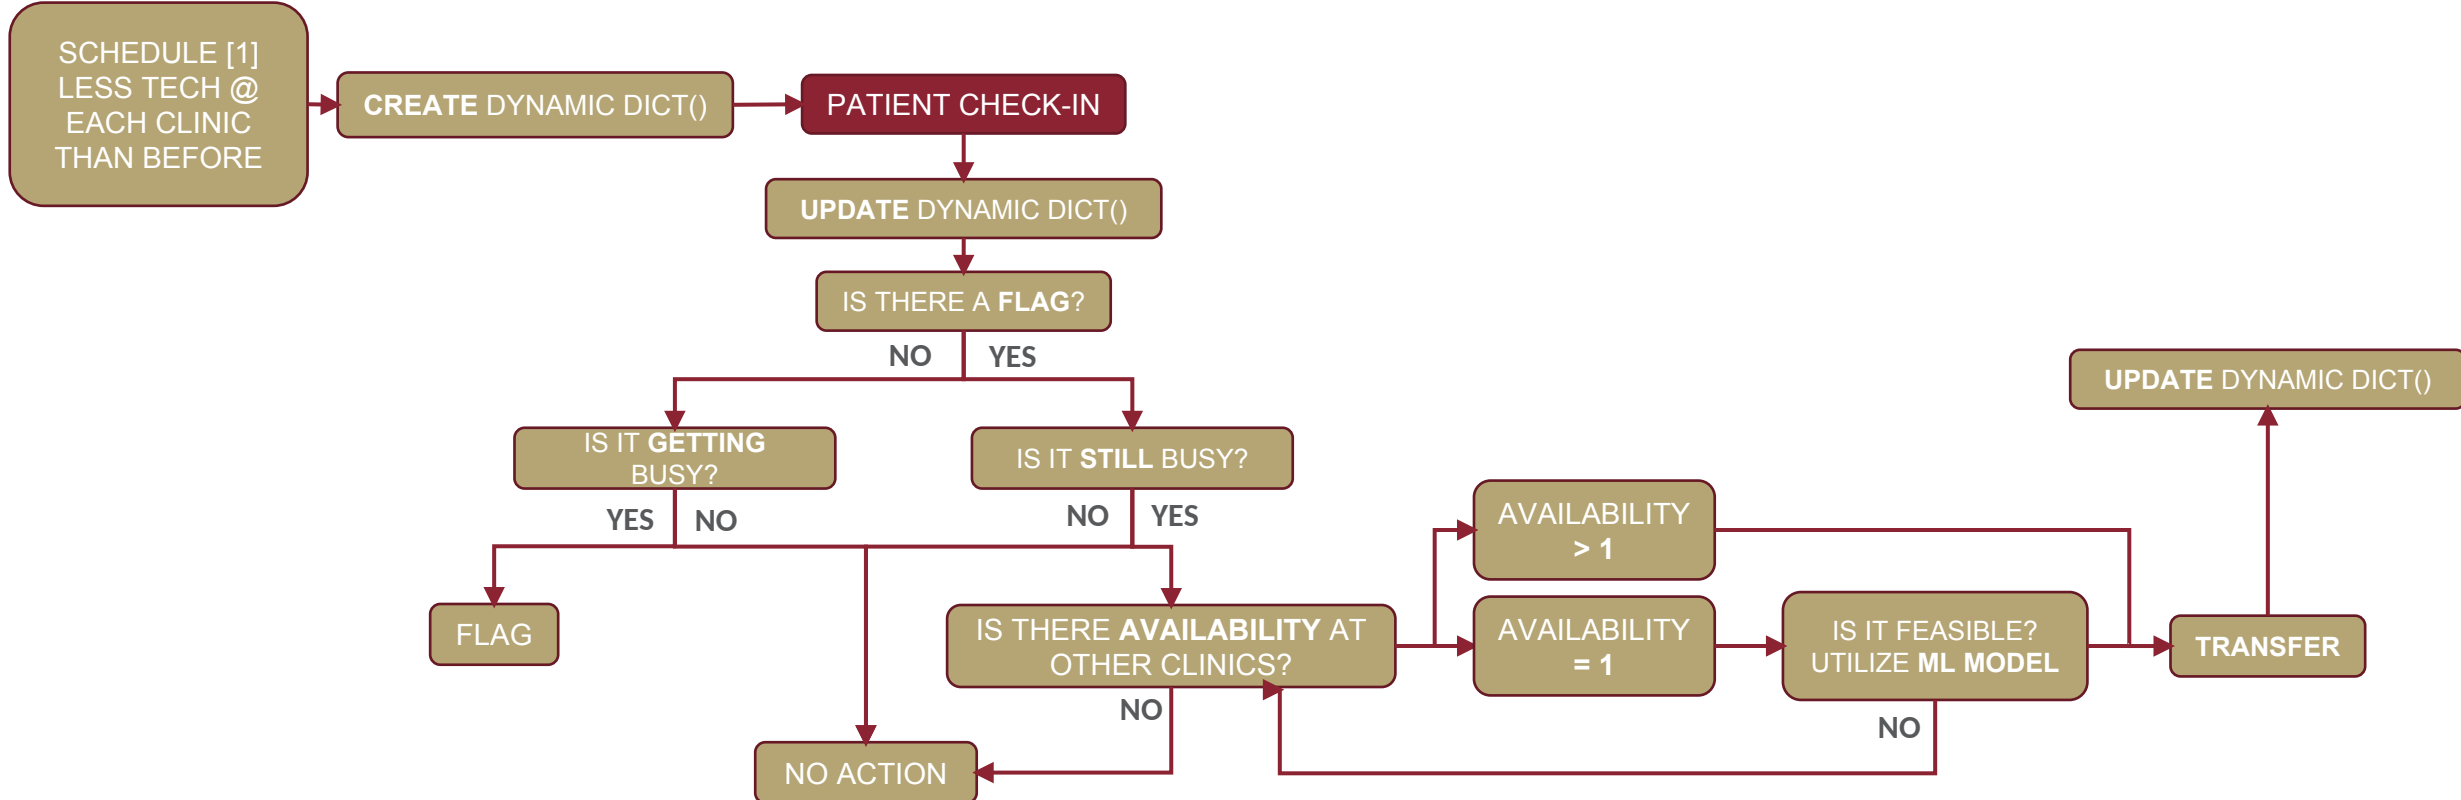 SCHEDULE [1]
LESS TECH @
EACH CLINIC
THAN BEFORE
CREATE DYNAMIC DICT()
PATIENT CHECK-IN
UPDATE DYNAMIC DICT()
IS THERE A FLAG?
NO
YES
IS IT GETTING
BUSY?
IS IT STILL BUSY?
YES
NO
NO
YES
FLAG
IS THERE AVAILABILITY AT
OTHER CLINICS?
NO
NO ACTION
AVAILABILITY
> 1
AVAILABILITY
= 1
IS IT FEASIBLE?
UTILIZE ML MODEL
NO
TRANSFER
UPDATE DYNAMIC DICT()